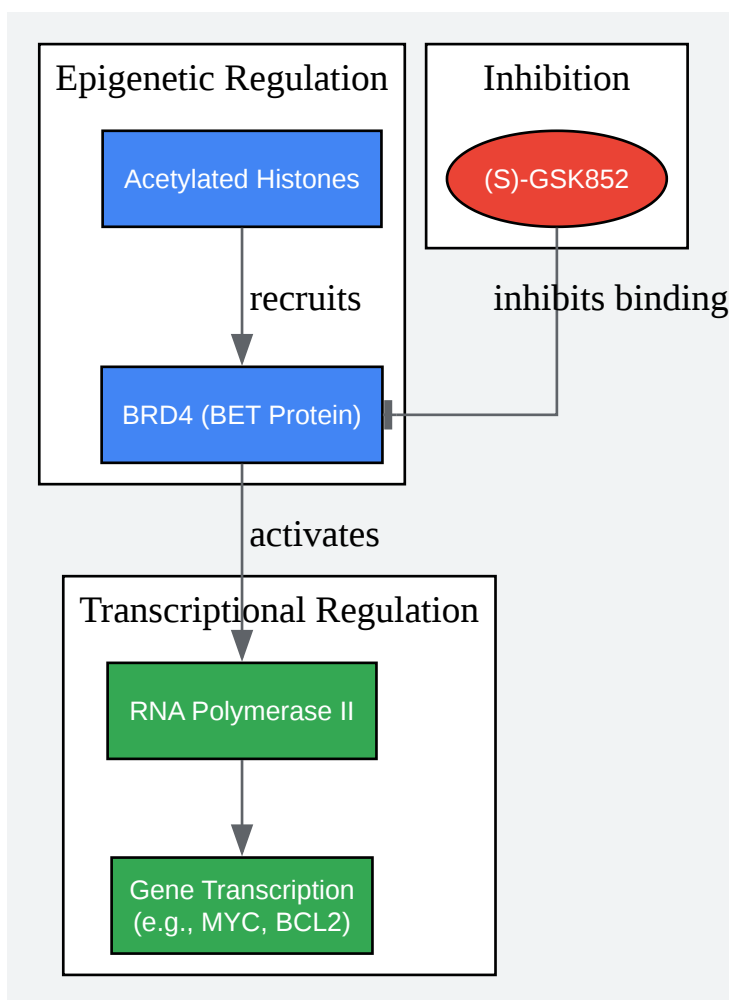 Epigenetic Regulation
Inhibition
Acetylated Histones
(S)-GSK852
recruits
inhibits binding
BRD4 (BET Protein)
activates
Transcriptional Regulation
RNA Polymerase II
Gene Transcription
(e.g., MYC, BCL2)